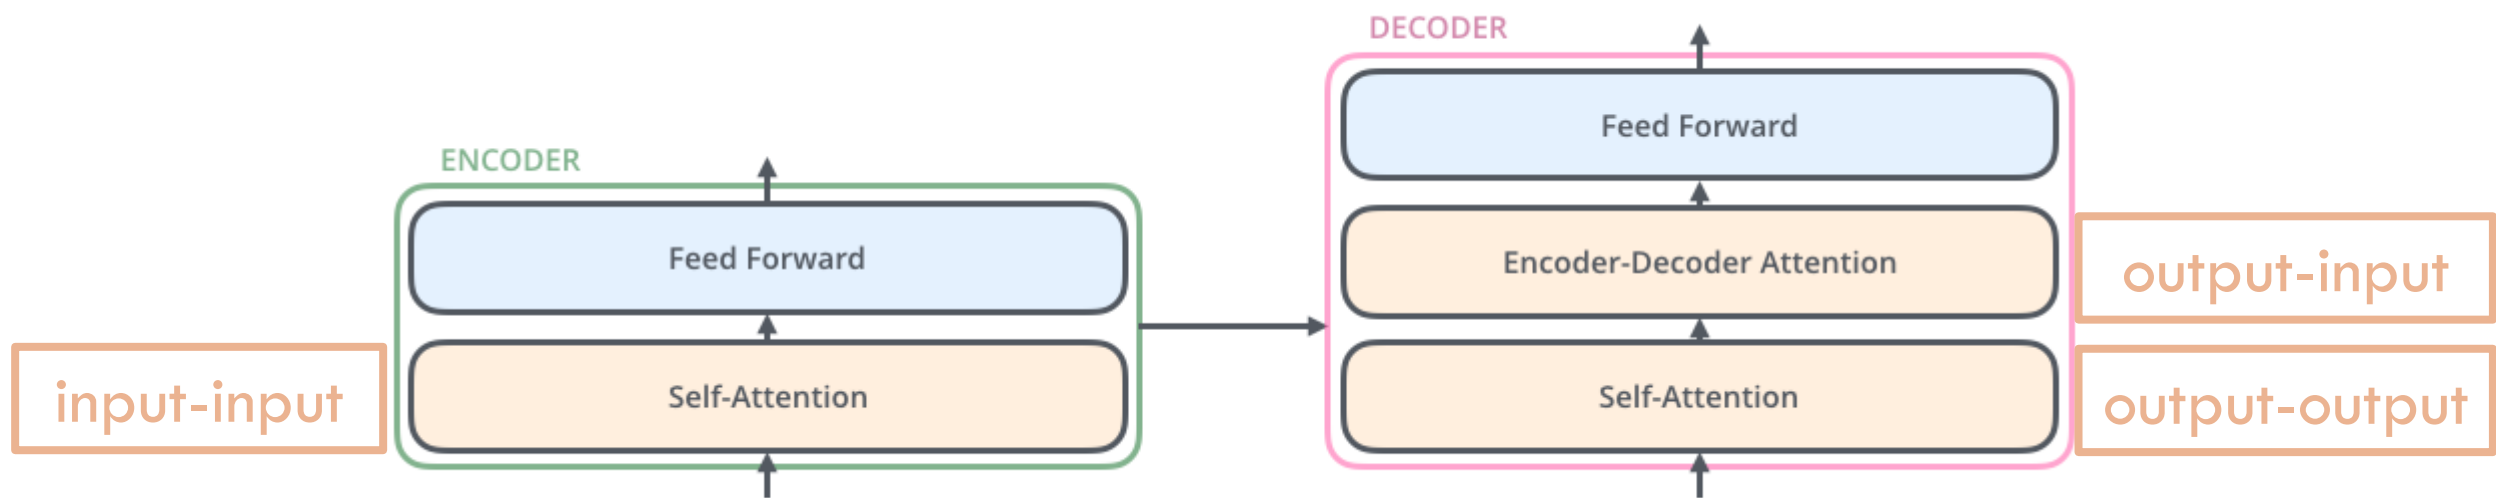 DECODER
Feed Forward
ENCODER
Feed Forward
Encoder-Decoder Attention
output-input
input-input
Self-Attention
Self-Attention
output-output